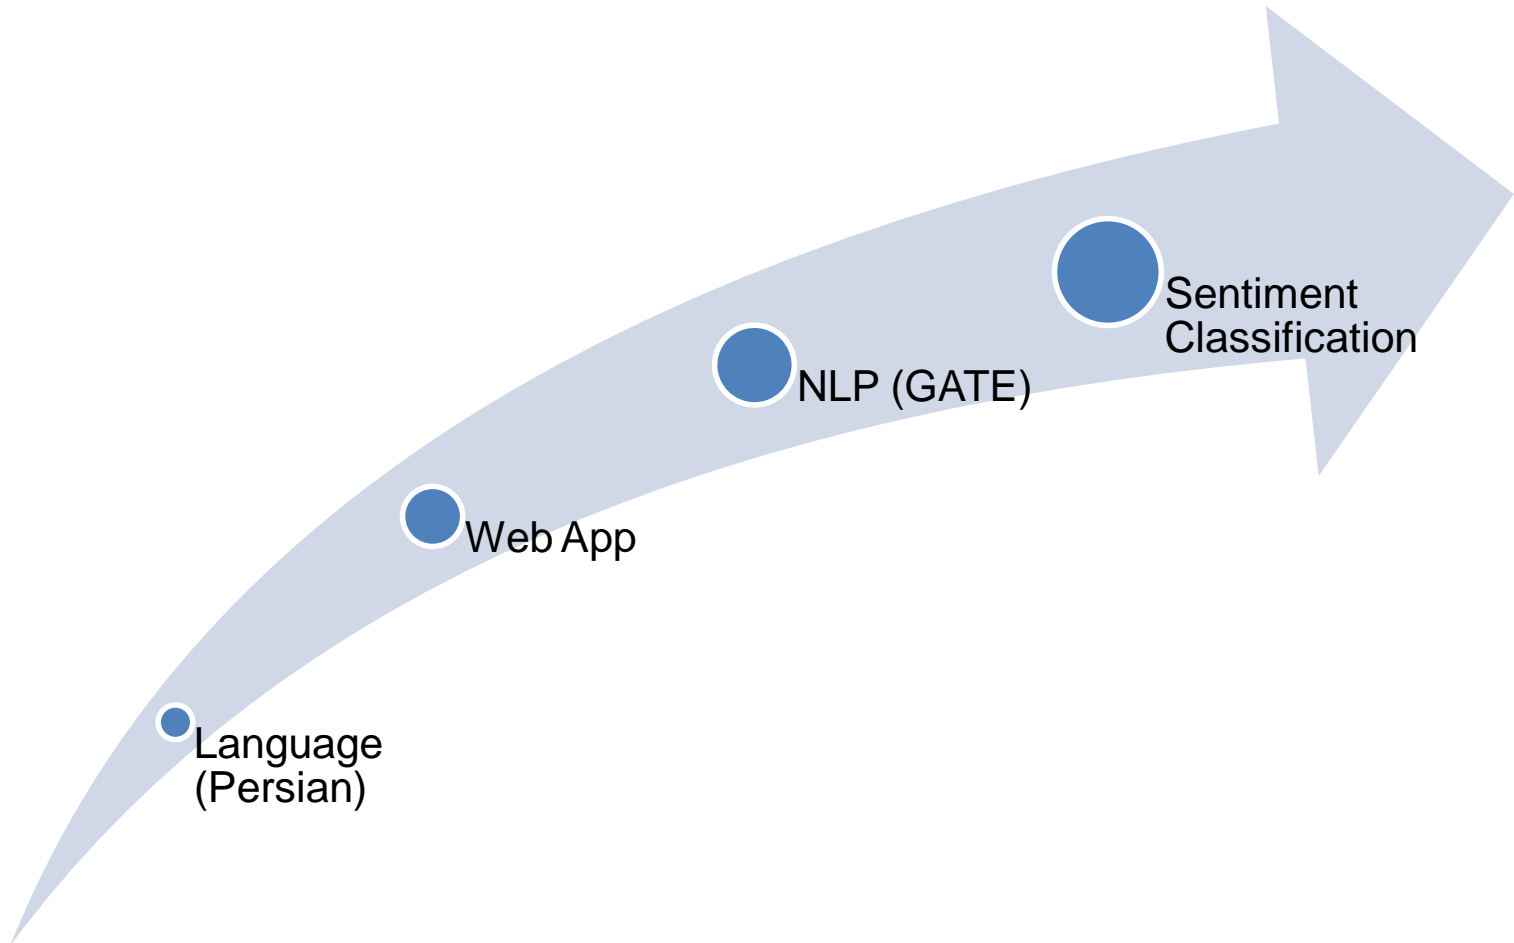 Sentiment
Classification
NLP (GATE)
Web App
Language
(Persian)